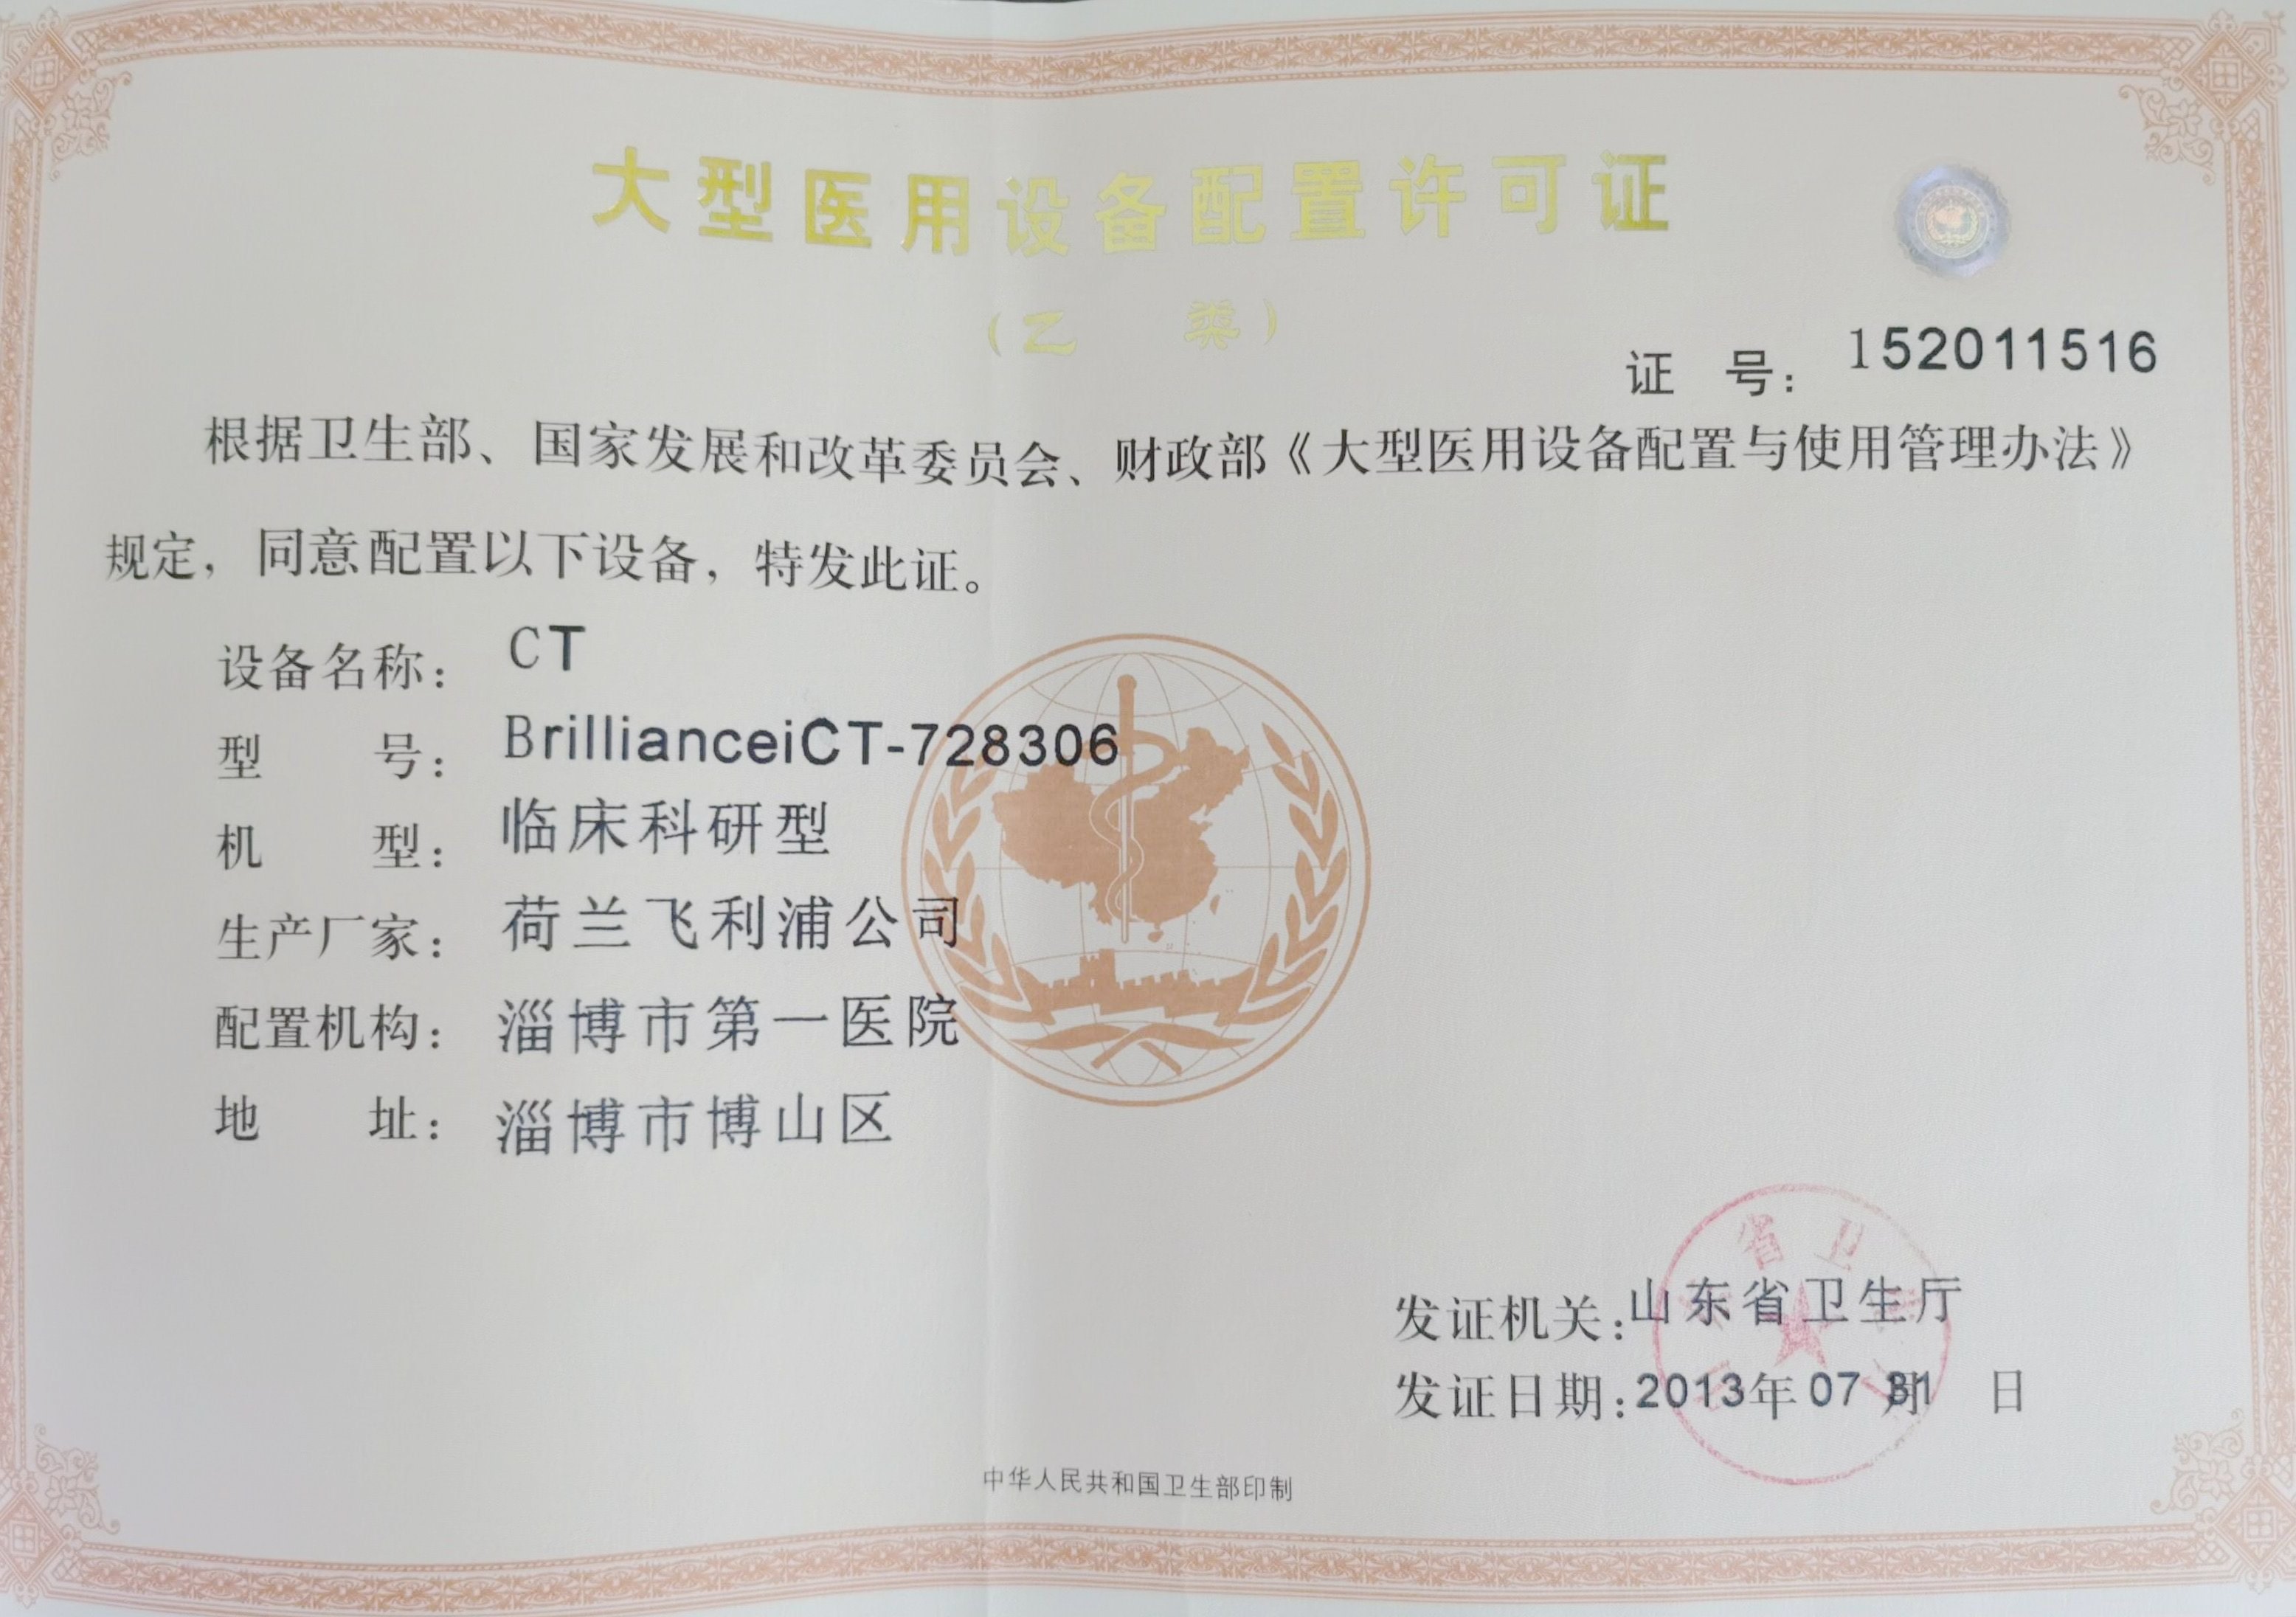 大型医用设备配置许可证
（乙 类）
证 号： 152011516
根据卫生部、国家发展和改革委员会、财政部《大型医用设备配置与使用管理办法》
规定，同意配置以下设备，特发此证。
设备名称： CT
型 号： BrillianceiCT-728306
机 型： 临床科研型
生产厂家： 荷兰飞利浦公司
配置机构： 淄博市第一医院
地 址： 淄博市博山区
省卫
发证机关：山东省卫生厅
发证日期：2013年07月31日
中华人民共和国卫生部印制